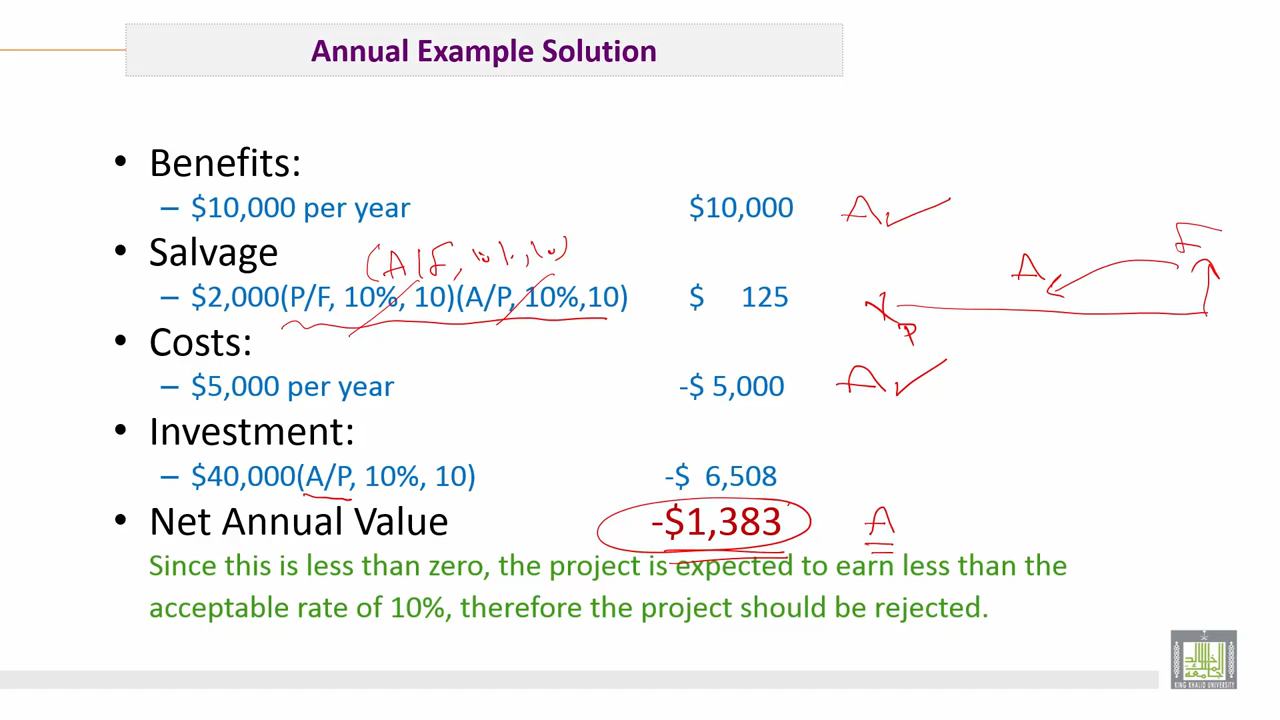 Annual Example Solution
• Benefits:
– $10,000 per year $10,000 A
• Salvage
(A/F, 10%, 10)
– $2,000(P/F, 10%, 10)(A/P, 10%,10) $ 125
A
F
P
• Costs:
– $5,000 per year -$ 5,000 A
• Investment:
– $40,000(A/P, 10%, 10) -$ 6,508
• Net Annual Value -$1,383 A
Since this is less than zero, the project is expected to earn less than the
acceptable rate of 10%, therefore the project should be rejected.
KING KHALID UNIVERSITY